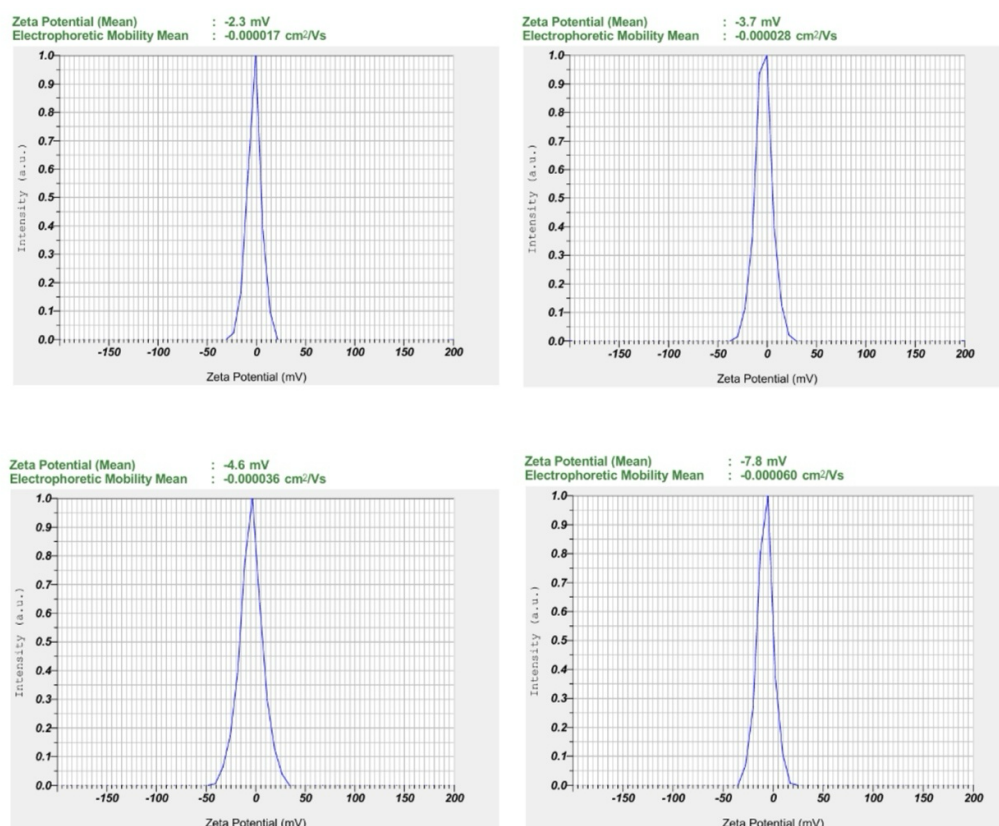 Zeta Potential (Mean) : -2.3 mV
Electrophoretic Mobility Mean : -0.000017 cm2/Vs
1.0
0.9
0.8
0.7
0.6
0.5
0.4
0.3
0.2
0.1
0.0
Intensity (a.u.)
-150 -100 -50 0 50 100 150 200
Zeta Potential (mV)
Zeta Potential (Mean) : -3.7 mV
Electrophoretic Mobility Mean : -0.000028 cm2/Vs
1.0
0.9
0.8
0.7
0.6
0.5
0.4
0.3
0.2
0.1
0.0
Intensity (a.u.)
-150 -100 -50 0 50 100 150 200
Zeta Potential (mV)
Zeta Potential (Mean) : -4.6 mV
Electrophoretic Mobility Mean : -0.000036 cm2/Vs
1.0
0.9
0.8
0.7
0.6
0.5
0.4
0.3
0.2
0.1
0.0
Intensity (a.u.)
-150 -100 -50 0 50 100 150 200
Zeta Potential (mV)
Zeta Potential (Mean) : -7.8 mV
Electrophoretic Mobility Mean : -0.000060 cm2/Vs
1.0
0.9
0.8
0.7
0.6
0.5
0.4
0.3
0.2
0.1
0.0
Intensity (a.u.)
-150 -100 -50 0 50 100 150 200
Zeta Potential (mV)